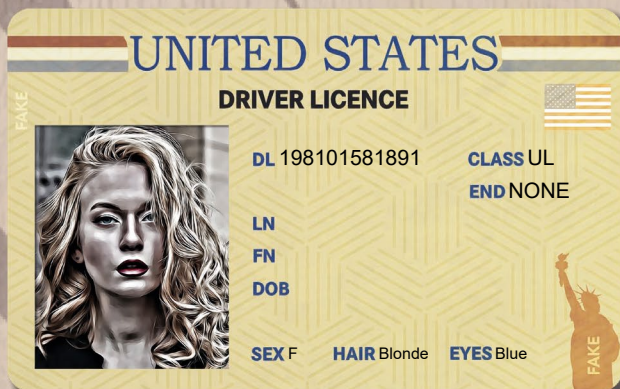 UNITED STATES
DRIVER LICENCE
FAKE
DL 198101581891 CLASS UL
END NONE
LN
FN
DOB
SEX F HAIR Blonde EYES Blue
FAKE